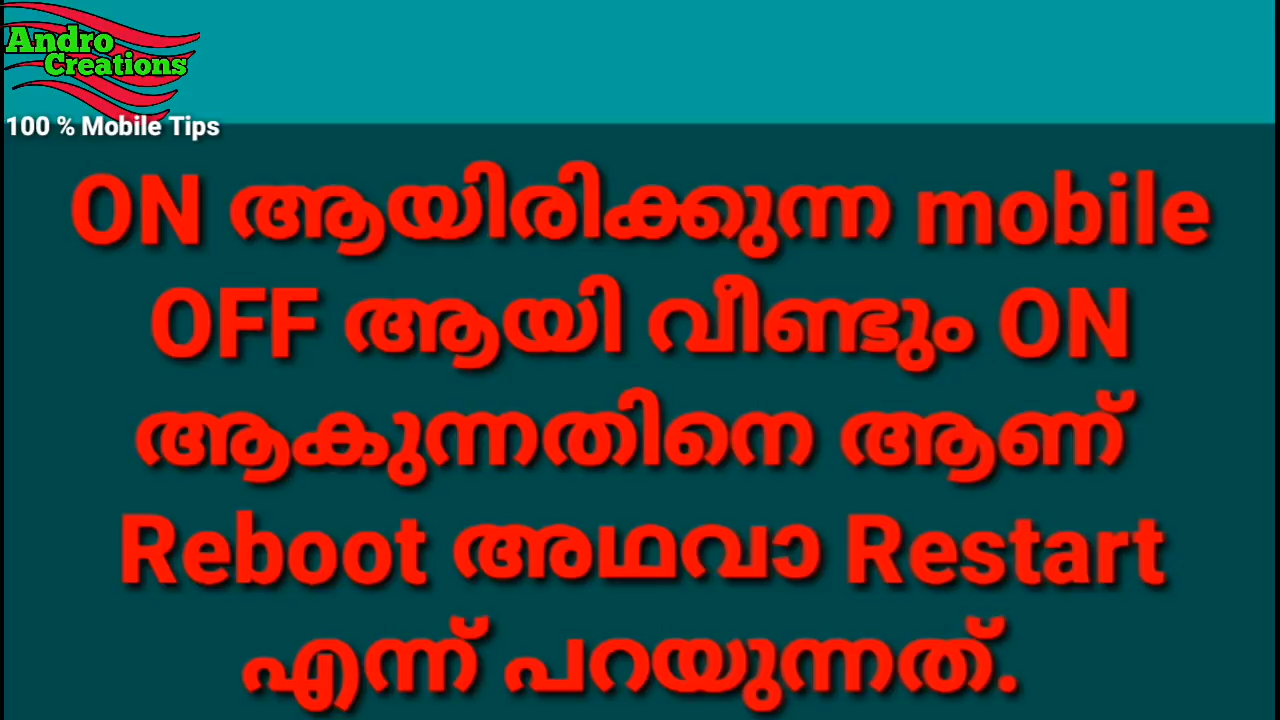 Andro
Creations
100 % Mobile Tips
ON ആയിരിക്കുന്ന mobile
OFF ആയി വീണ്ടും ON
ആകുന്നതിനെ ആണ്
Reboot അഥവാ Restart
എന്ന് പറയുന്നത്.